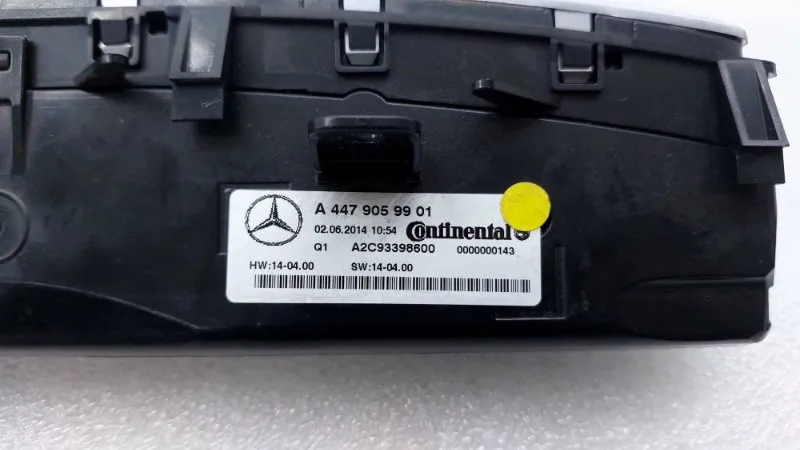 A 447 905 99 01
02.06.2014 10:54 Continental
Q1 A2C93398600 0000000143
HW:14-04.00 SW:14-04.00